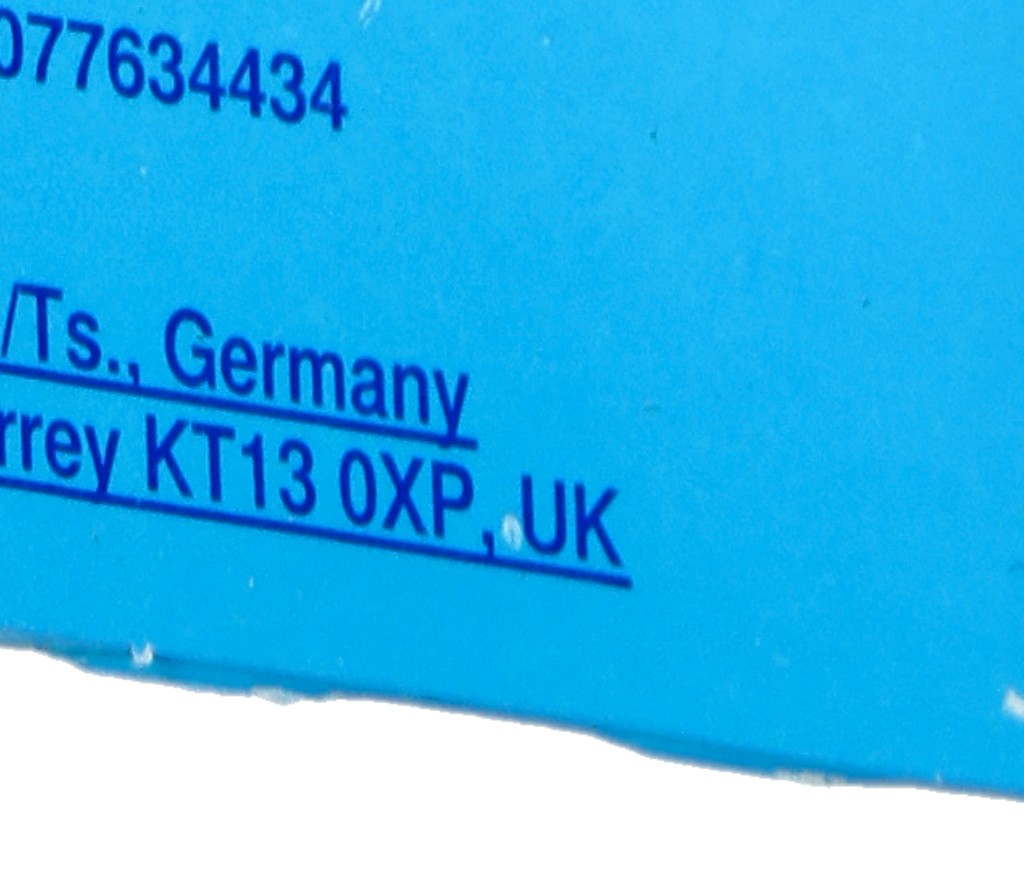 077634434
/Ts., Germany
rrey KT13 0XP, UK